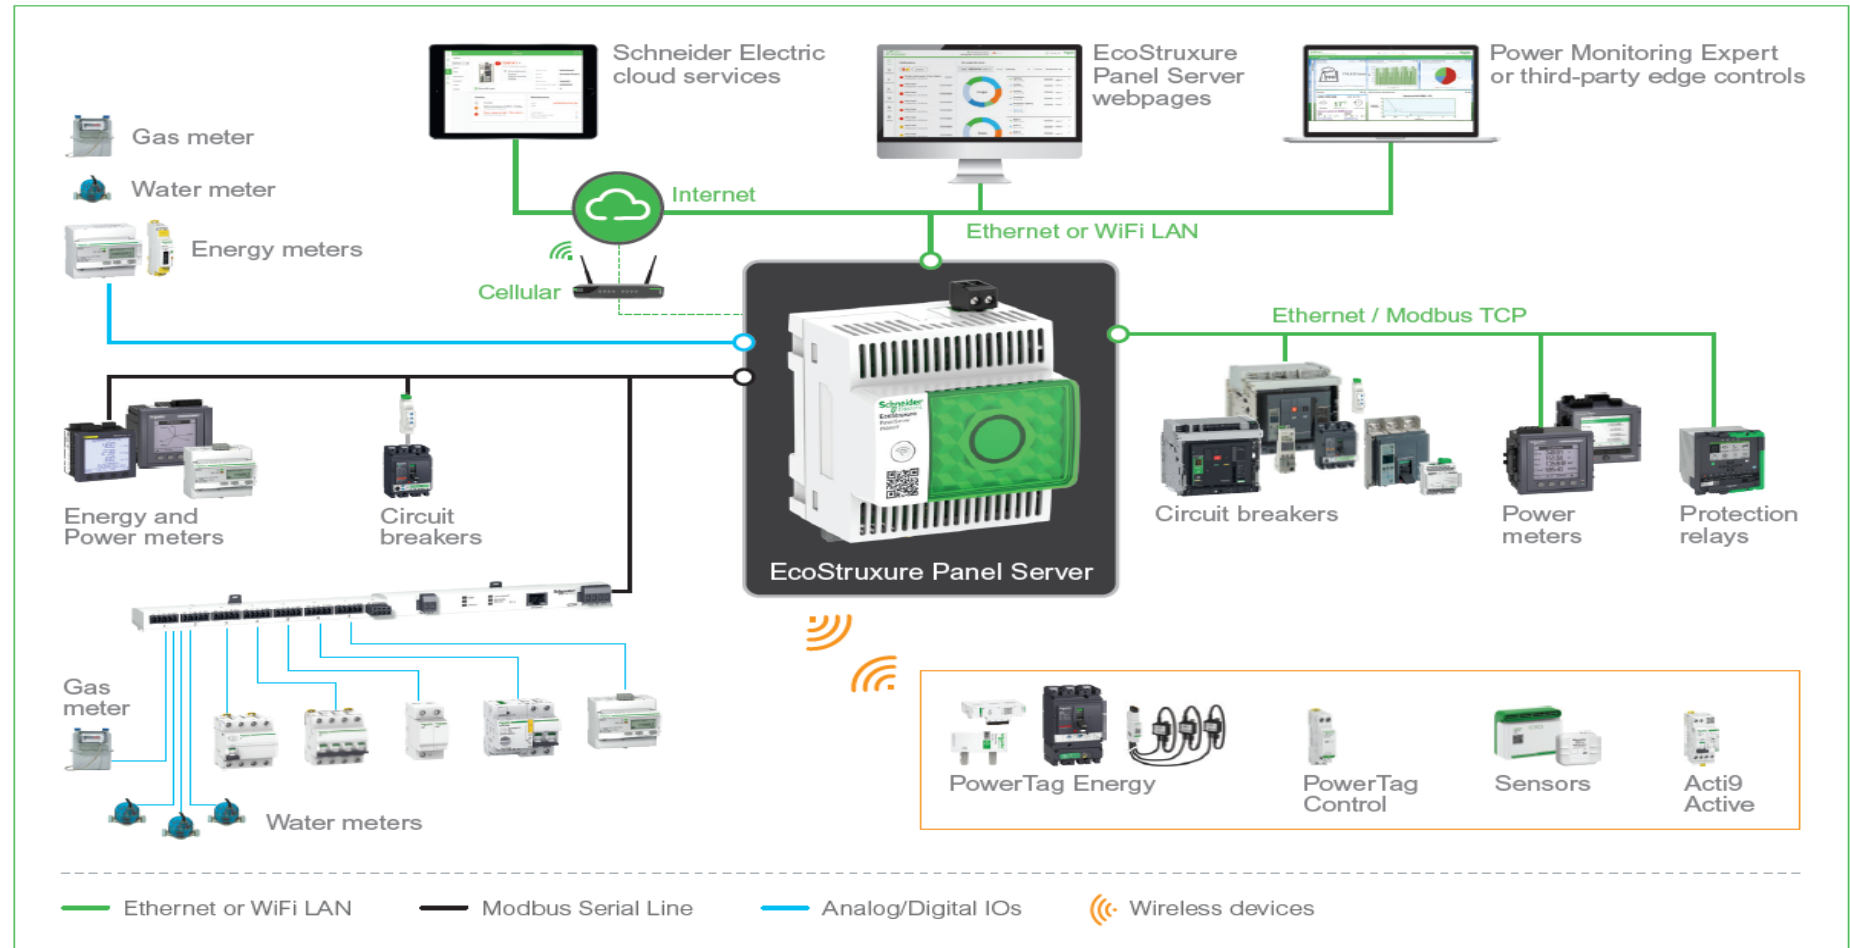 Schneider Electric
cloud services
EcoStruxure
Panel Server
webpages
Power Monitoring Expert
or third-party edge controls
Gas meter
Water meter
Energy meters
Internet
Ethernet or WiFi LAN
Cellular
Ethernet / Modbus TCP
Schneider
Electric
EcoStruxure
EcoStruxure Panel Server
Energy and
Power meters
Circuit
breakers
Circuit breakers
Power
meters
Protection
relays
Gas
meter
Water meters
PowerTag Energy
PowerTag
Control
Sensors
Acti9
Active
Ethernet or WiFi LAN
Modbus Serial Line
Analog/Digital IOs
Wireless devices